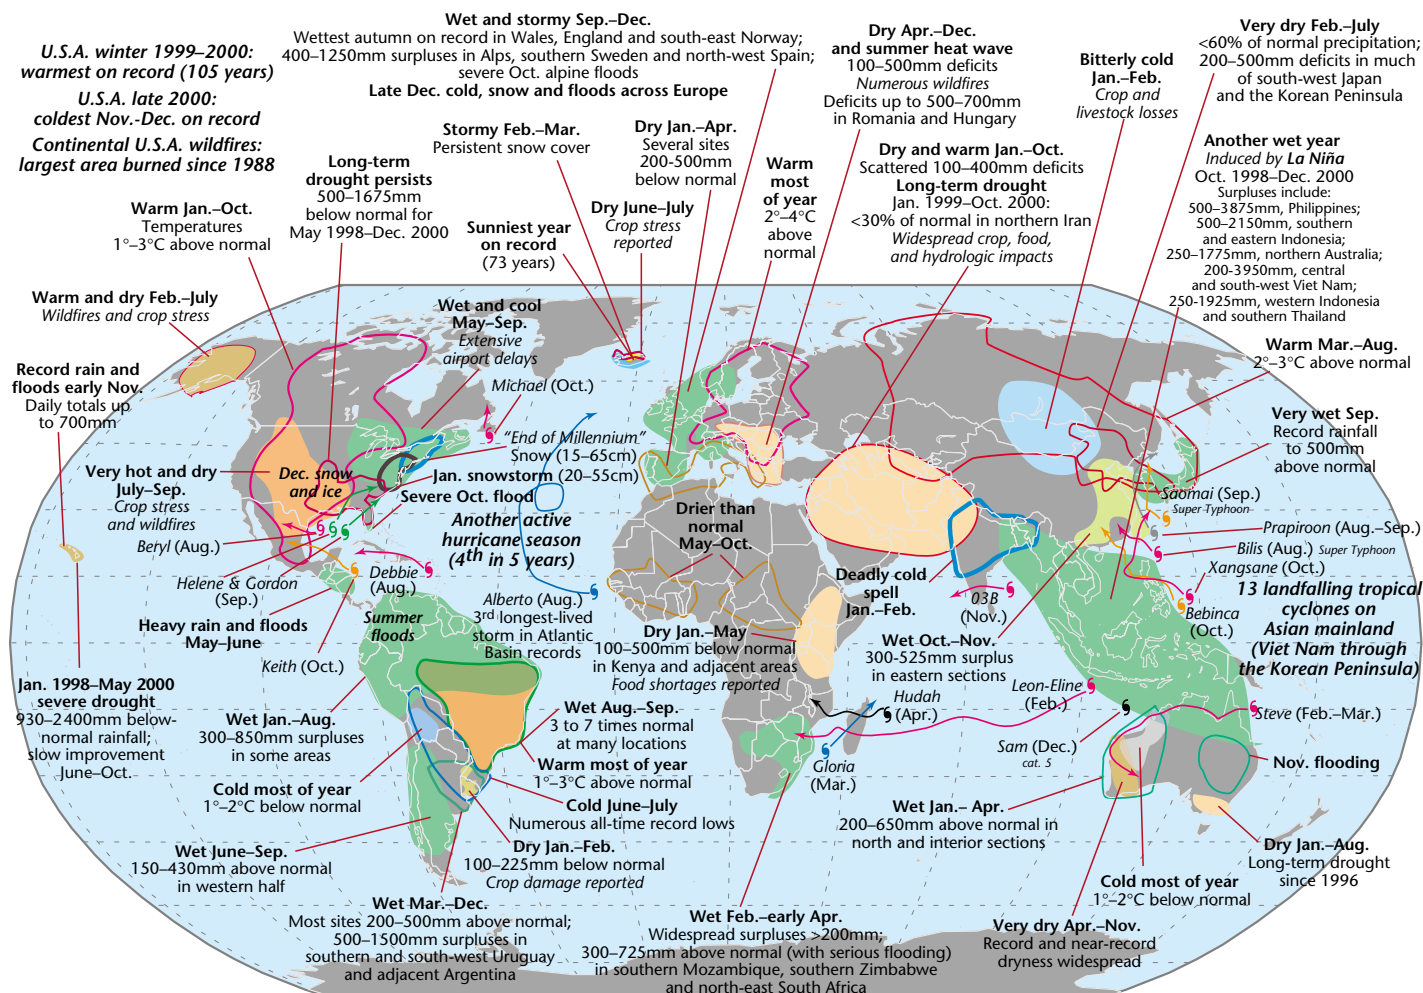 U.S.A. winter 1999–2000:
warmest on record (105 years)
U.S.A. late 2000:
coldest Nov.-Dec. on record
Continental U.S.A. wildfires:
largest area burned since 1988
Wet and stormy Sep.–Dec.
Wettest autumn on record in Wales, England and south-east Norway;
400–1250mm surpluses in Alps, southern Sweden and north-west Spain;
severe Oct. alpine floods
Late Dec. cold, snow and floods across Europe
Dry Apr.–Dec.
and summer heat wave
100–500mm deficits
Numerous wildfires
Deficits up to 500–700mm
in Romania and Hungary
Bitterly cold
Jan.–Feb.
Crop and
livestock losses
Very dry Feb.–July
<60% of normal precipitation;
200–500mm deficits in much
of south-west Japan
and the Korean Peninsula
Long-term
drought persists
500–1675mm
below normal for
May 1998–Dec. 2000
Stormy Feb.–Mar.
Persistent snow cover
Dry Jan.–Apr.
Several sites
200-500mm
below normal
Warm
most
of year
2°–4°C
above
normal
Dry and warm Jan.–Oct.
Scattered 100–400mm deficits
Long-term drought
Jan. 1999–Oct. 2000:
<30% of normal in northern Iran
Widespread crop, food,
and hydrologic impacts
Another wet year
Induced by La Niña
Oct. 1998–Dec. 2000
Surpluses include:
500–3875mm, Philippines;
500–2150mm, southern
and eastern Indonesia;
250–1775mm, northern Australia;
200-3950mm, central
and south-west Viet Nam;
250-1925mm, western Indonesia
and southern Thailand
Warm Jan.–Oct.
Temperatures
1°–3°C above normal
Sunniest year
on record
(73 years)
Dry June–July
Crop stress
reported
Warm and dry Feb.–July
Wildfires and crop stress
Wet and cool
May–Sep.
Extensive
airport delays
Warm Mar.–Aug.
2°–3°C above normal
Record rain and
floods early Nov.
Daily totals up
to 700mm
Michael (Oct.)
Very wet Sep.
Record rainfall
to 500mm
above normal
"End of Millennium"
Snow (15–65cm)
Very hot and dry
July–Sep.
Crop stress
and wildfires
Dec. snow
and ice
Jan. snowstorm (20–55cm)
Severe Oct. flood
Saomai (Sep.)
Super Typhoon
Another active
hurricane season
(4th in 5 years)
Drier than
normal
May–Oct.
Prapiroon (Aug.–Sep.)
Beryl (Aug.)
Bilis (Aug.) Super Typhoon
Xangsane (Oct.)
Helene & Gordon
(Sep.)
Debbie
(Aug.)
Deadly cold
spell
Jan.–Feb.
13 landfalling tropical
cyclones on
Asian mainland
(Viet Nam through
the Korean Peninsula)
Alberto (Aug.)
3rd longest-lived
storm in Atlantic
Basin records
03B
(Nov.)
Bebinca
(Oct.)
Heavy rain and floods
May–June
Summer
floods
Keith (Oct.)
Dry Jan.–May
100–500mm below normal
in Kenya and adjacent areas
Food shortages reported
Wet Oct.–Nov.
300-525mm surplus
in eastern sections
Jan. 1998–May 2000
severe drought
930–2400mm below-
normal rainfall;
slow improvement
June–Oct.
Wet Jan.–Aug.
300–850mm surpluses
in some areas
Wet Aug.–Sep.
3 to 7 times normal
at many locations
Hudah
(Apr.)
Leon-Eline
(Feb.)
Steve (Feb.–Mar.)
Sam (Dec.)
cat. 5
Gloria
(Mar.)
Nov. flooding
Warm most of year
1°–3°C above normal
Cold most of year
1°–2°C below normal
Cold June–July
Numerous all-time record lows
Wet Jan.– Apr.
200–650mm above normal in
north and interior sections
Wet June–Sep.
150–430mm above normal
in western half
Dry Jan.–Feb.
100–225mm below normal
Crop damage reported
Dry Jan.–Aug.
Long-term drought
since 1996
Cold most of year
1°–2°C below normal
Wet Mar.–Dec.
Most sites 200–500mm above normal;
500–1500mm surpluses in
southern and south-west Uruguay
and adjacent Argentina
Wet Feb.–early Apr.
Widespread surpluses >200mm;
300–725mm above normal (with serious flooding)
in southern Mozambique, southern Zimbabwe
and north-east South Africa
Very dry Apr.–Nov.
Record and near-record
dryness widespread